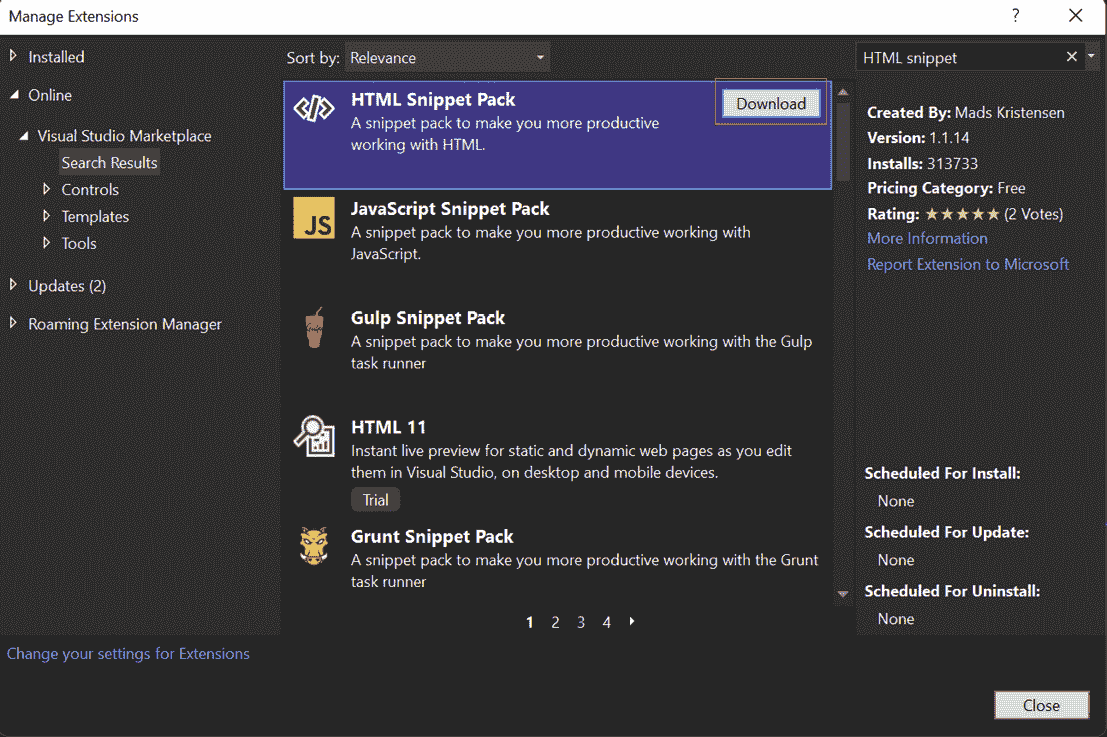 Manage Extensions
?
Installed
Online
Visual Studio Marketplace
Search Results
Controls
Templates
Tools
Updates (2)
Roaming Extension Manager
Sort by: Relevance
HTML Snippet Pack
Download
A snippet pack to make you more productive
working with HTML.
JS
JavaScript Snippet Pack
A snippet pack to make you more productive working with
JavaScript.
Gulp
Gulp Snippet Pack
A snippet pack to make you more productive working with the Gulp
task runner
HTML 11
Instant live preview for static and dynamic web pages as you edit
them in Visual Studio, on desktop and mobile devices.
Trial
Grunt Snippet Pack
A snippet pack to make you more productive working with the Grunt
task runner
1 2 3 4
HTML snippet
Created By: Mads Kristensen
Version: 1.1.14
Installs: 313733
Pricing Category: Free
Rating: ★★★★★ (2 Votes)
More Information
Report Extension to Microsoft
Scheduled For Install:
None
Scheduled For Update:
None
Scheduled For Uninstall:
None
Change your settings for Extensions
Close